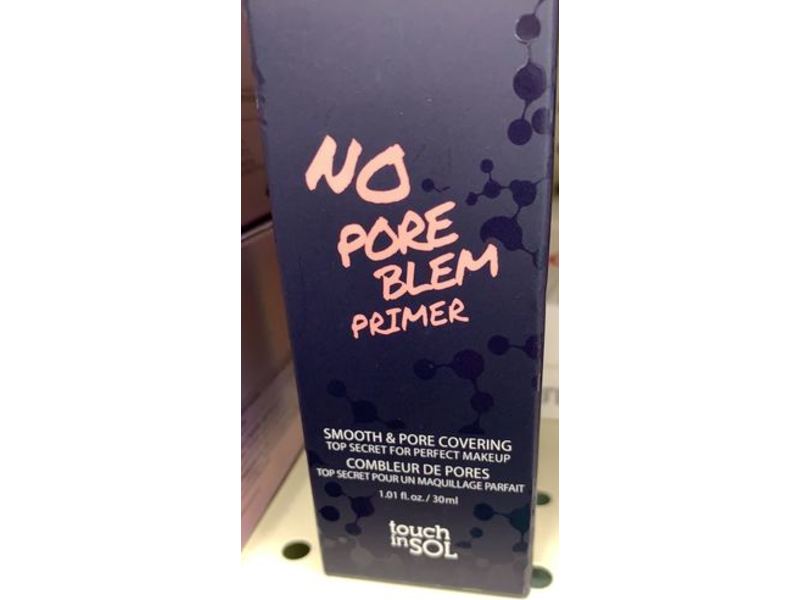 NO
PORE
BLEM
PRIMER
SMOOTH & PORE COVERING
TOP SECRET FOR PERFECT MAKEUP
COMBLEUR DE PORES
TOP SECRET POUR UN MAQUILLAGE PARFAIT
1.01 fl. oz. / 30ml
touch
in SOL